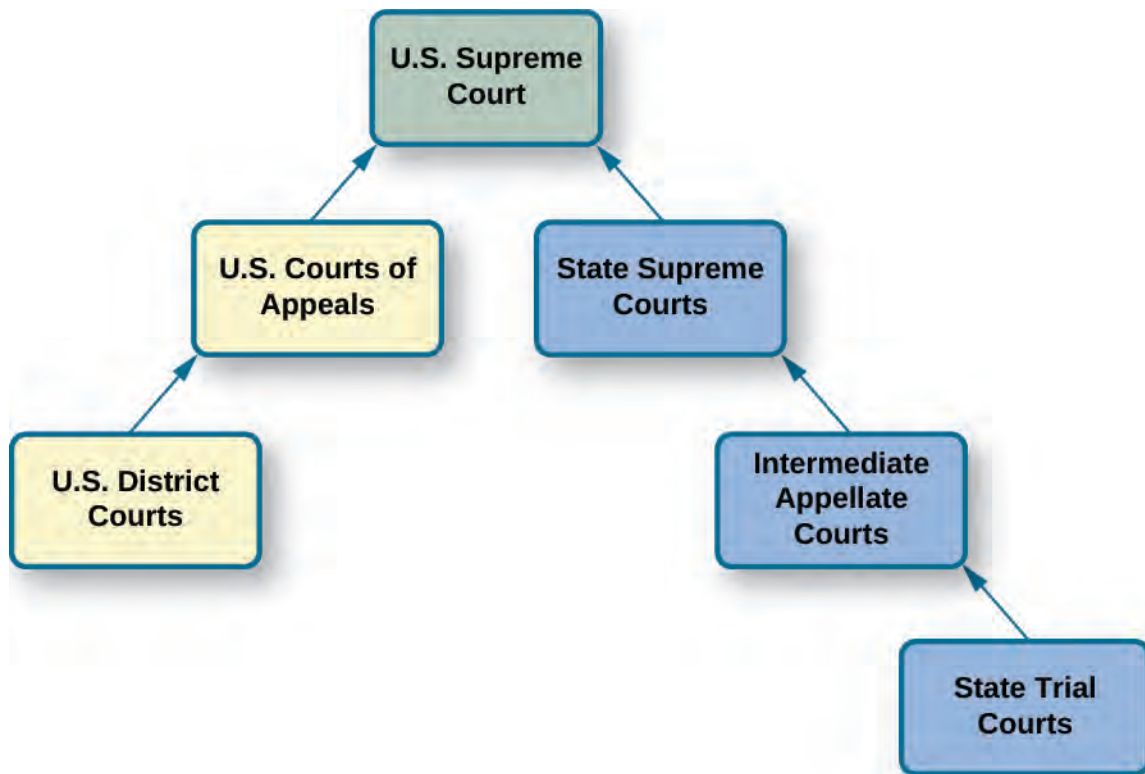 U.S. Supreme
Court
U.S. Courts of
Appeals
State Supreme
Courts
U.S. District
Courts
Intermediate
Appellate
Courts
State Trial
Courts